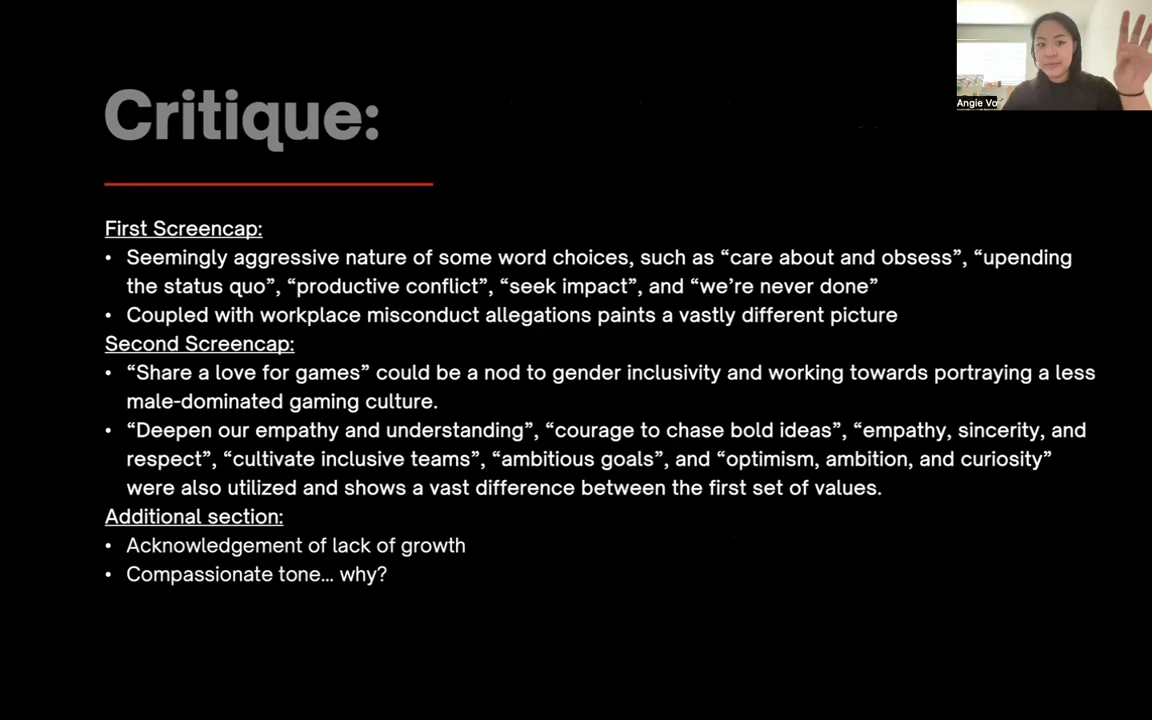 Critique:
Angie Vo
First Screencap:
• Seemingly aggressive nature of some word choices, such as “care about and obsess”, “upending
the status quo”, “productive conflict”, “seek impact”, and “we’re never done”
• Coupled with workplace misconduct allegations paints a vastly different picture
Second Screencap:
• “Share a love for games” could be a nod to gender inclusivity and working towards portraying a less
male-dominated gaming culture.
• “Deepen our empathy and understanding”, “courage to chase bold ideas”, “empathy, sincerity, and
respect”, “cultivate inclusive teams”, “ambitious goals”, and “optimism, ambition, and curiosity”
were also utilized and shows a vast difference between the first set of values.
Additional section:
• Acknowledgement of lack of growth
• Compassionate tone... why?